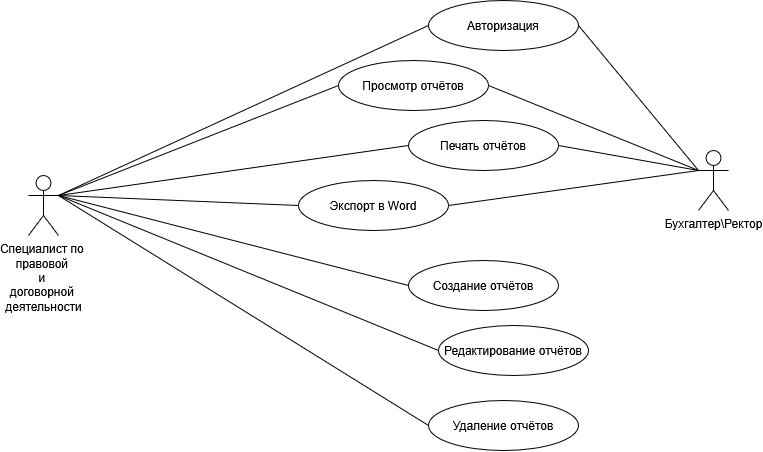 Авторизация
Просмотр отчётов
Печать отчётов
Экспорт в Word
Бухгалтер\Ректор
Специалист по
правовой
и
договорной
деятельности
Создание отчётов
Редактирование отчётов
Удаление отчётов